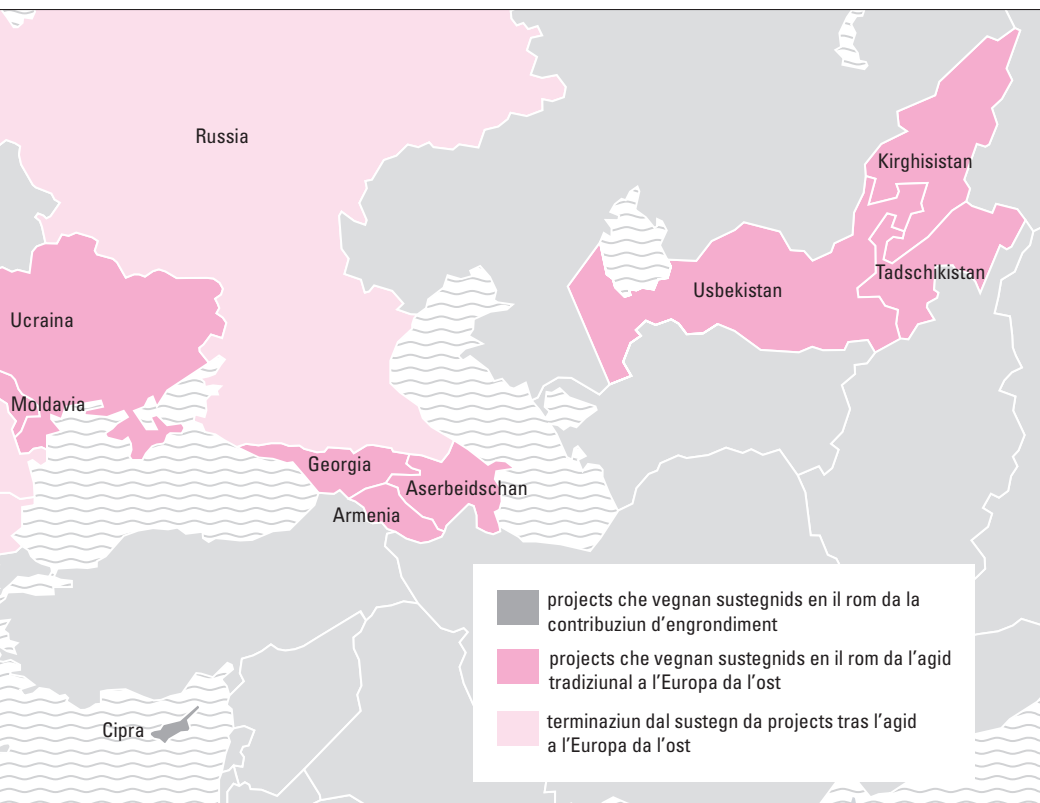 Russia
Kirghisistan
Tadschikistan
Usbekistan
Ucraina
Moldavia
Georgia
Aserbeidschan
Armenia
projects che vegnan sustegnids en il rom da la
contribuziun d'engrondiment
projects che vegnan sustegnids en il rom da l'agid
tradiziunal a l'Europa da l'ost
terminaziun dal sustegn da projects tras l'agid
a l'Europa da l'ost
Cipra